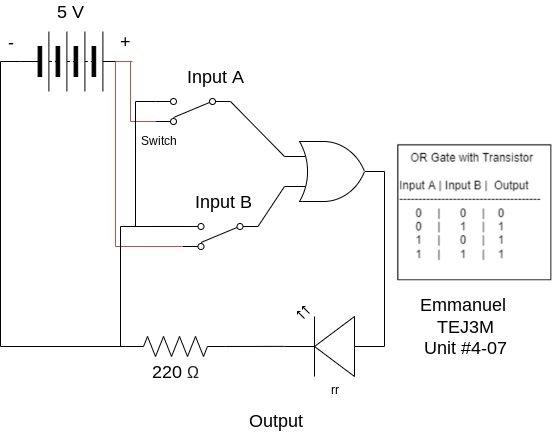 5 V
- +
Input A
Switch
Input B
OR Gate with Transistor
Input A | Input B | Output
--------------------------------------------
0 | 0 | 0
0 | 1 | 1
1 | 0 | 1
1 | 1 | 1
Emmanuel
TEJ3M
Unit #4-07
220 Ω
rr
Output